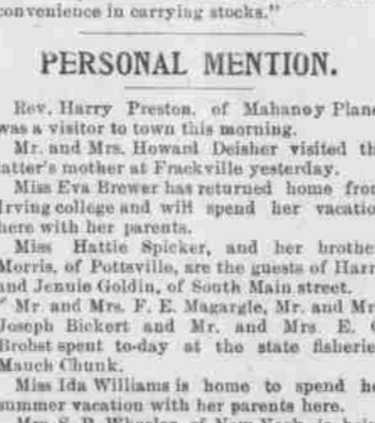 convenience in carrying stocks."
PERSONAL MENTION.
Rev. Harry Preston, of Mahanoy Plane
was a visitor to town this morning.
Mr. and Mrs. Howard Deisher visited th
latter's mother at Frackville yesterday.
Miss Eva Brewer has returned home from
Irving college and will spend her vacation
here with her parents.
Miss Hattie Spicker, and her brother
Morris, of Pottsville, are the guests of Harr
and Jennie Goldin, of South Main street.
Mr. and Mrs. F. E. Magargle, Mr. and Mr
Joseph Bickert and Mr. and Mrs. E. C
Brobst spent to-day at the state fisherie
Mauch Chunk.
Miss Ida Williams is home to spend he
summer vacation with her parents here.